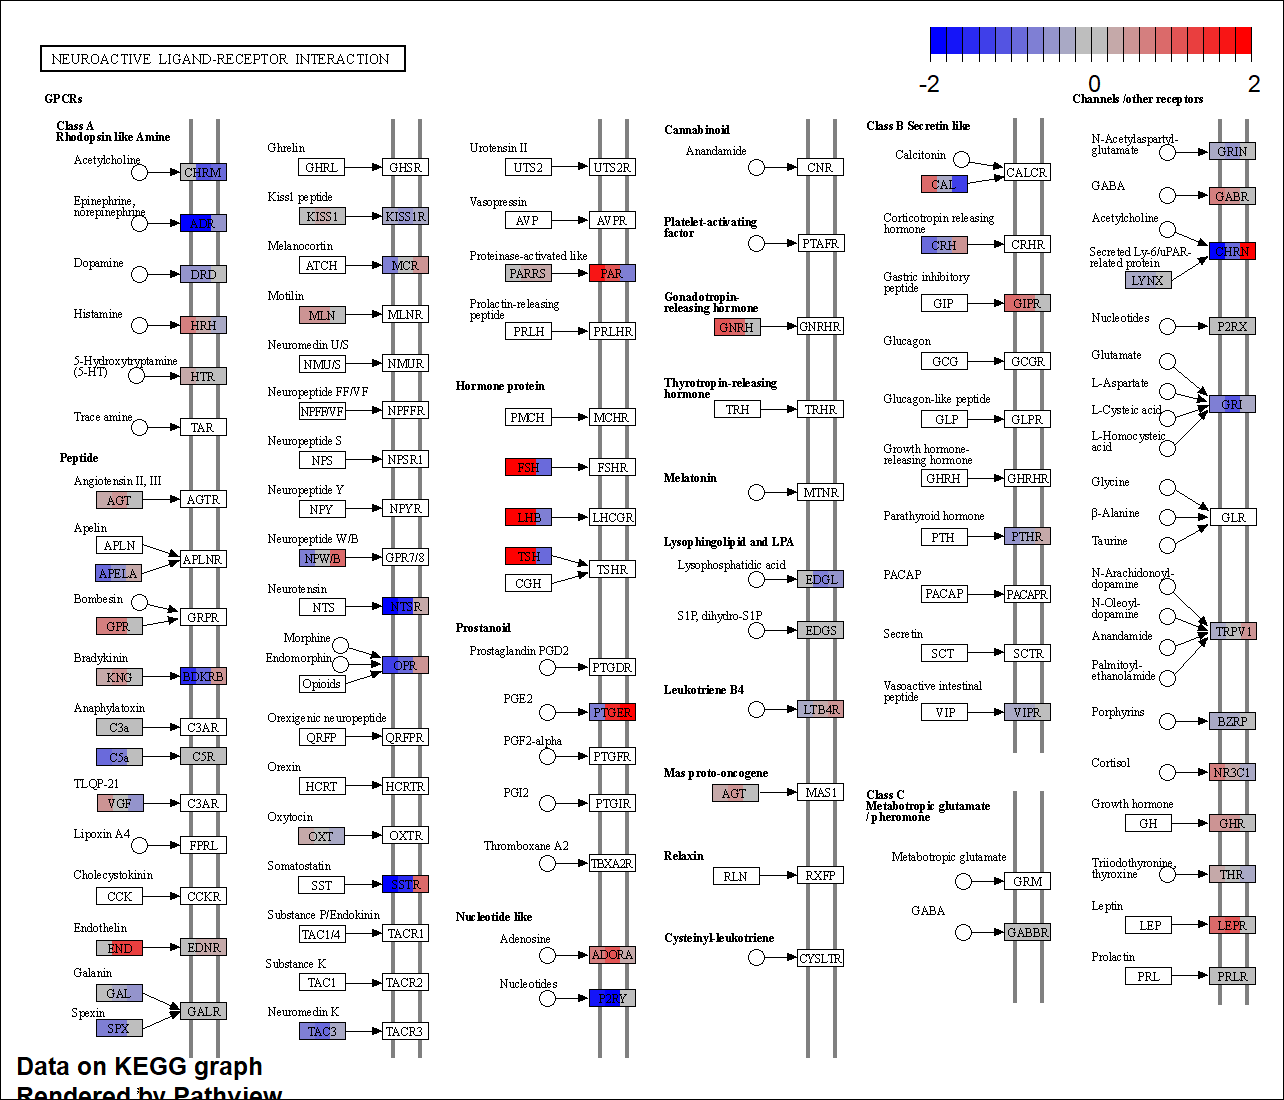 NEUROACTIVE LIGAND-RECEPTOR INTERACTION
-2 0 2
GPCRs
Class A
Rhodopsin like Amine
Acetylcholine
CHRM
Epinephrine,
norepinephrine
ADR
Dopamine
DRD
Histamine
HRH
5-Hydroxytryptamine
(5-HT)
HTR
Trace amine
TAR
Peptide
Angiotensin II, III
AGT AGTR
Apelin
APLN
APLNR
APELA
Bombesin
GRPR
GPR
Bradykinin
KNG BDKRB
Anaphylatoxin
C3a C3AR
C5a C5R
TLQP-21
VGF C3AR
Lipoxin A4
FPRL
Cholecystokinin
CCK CCKR
Endothelin
END EDNR
Galanin
GAL
GALR
Spexin
SPX
Ghrelin
GHRL GHSR
Kiss1 peptide
KISS1 KISS1R
Melanocortin
ATCH MCR
Motilin
MLN MLNR
Neuromedin U/S
NMU/S NMUR
Neuropeptide FF/VF
NPFF/VF NPFFR
Neuropeptide S
NPS NPSR1
Neuropeptide Y
NPY NPYR
Neuropeptide W/B
NPW/B GPR7/8
Neurotensin
NTS NTSR
Morphine
Endomorphin
OPR
Opioids
Orexigenic neuropeptide
QRFP QRFPR
Orexin
HCRT HCRTR
Oxytocin
OXT OXTR
Somatostatin
SST SSTR
Substance P/Endokinin
TAC1/4 TACR1
Substance K
TAC1 TACR2
Neuromedin K
TAC3 TACR3
Urotensin II
UTS2 UTS2R
Vasopressin
AVP AVPR
Proteinase-activated like
PARRS PAR
Prolactin-releasing
peptide
PRLH PRLHR
Hormone protein
PMCH MCHR
FSH FSHR
LHB LHCGR
TSH
TSHR
CGH
Prostanoid
Prostaglandin PGD2
PTGDR
PGE2
PTGER
PGF2-alpha
PTGFR
PGI2
PTGIR
Thromboxane A2
TBXA2R
Nucleotide like
Adenosine
ADORA
Nucleotides
P2RY
Cannabinoid
Anandamide
CNR
Platelet-activating
factor
PTAFR
Gonadotropin-
releasing hormone
GNRH GNRHR
Thyrotropin-releasing
hormone
TRH TRHR
Melatonin
MTNR
Lysophingolipid and LPA
Lysophosphatidic acid
EDGL
S1P, dihydro-S1P
EDGS
Leukotriene B4
LTB4R
Mas proto-oncogene
AGT MAS1
Relaxin
RLN RXFP
Cysteinyl-leukotriene
CYSLTR
Class B Secretin like
Calcitonin
CALCR
CAL
Corticotropin releasing
hormone
CRH CRHR
Gastric inhibitory
peptide
GIP GIPR
Glucagon
GCG GCGR
Glucagon-like peptide
GLP GLPR
Growth hormone-
releasing hormone
GHRH GHRHR
Parathyroid hormone
PTH PTHR
PACAP
PACAP PACAPR
Secretin
SCT SCTR
Vasoactive intestinal
peptide
VIP VIPR
Class C
Metabotropic glutamate
/ pheromone
Metabotropic glutamate
GRM
GABA
GABBR
Channels /other receptors
N-Acetylaspartyl-
glutamate
GRIN
GABA
GABR
Acetylcholine
CHRN
Secreted Ly-6/uPAR-
related protein
LYNX
Nucleotides
P2RX
Glutamate
L-Aspartate
GRI
L-Cysteic acid
L-Homocysteic
acid
Glycine
β-Alanine
GLR
Taurine
N-Arachidonoyl-
dopamine
N-Oleoyl-
dopamine
TRPV1
Anandamide
Palmitoyl-
ethanolamide
Porphyrins
BZRP
Cortisol
NR3C1
Growth hormone
GH GHR
Triiodothyronine,
thyroxine
THR
Leptin
LEP LEPR
Prolactin
PRL PRLR
Data on KEGG graph
Rendered by Pathview